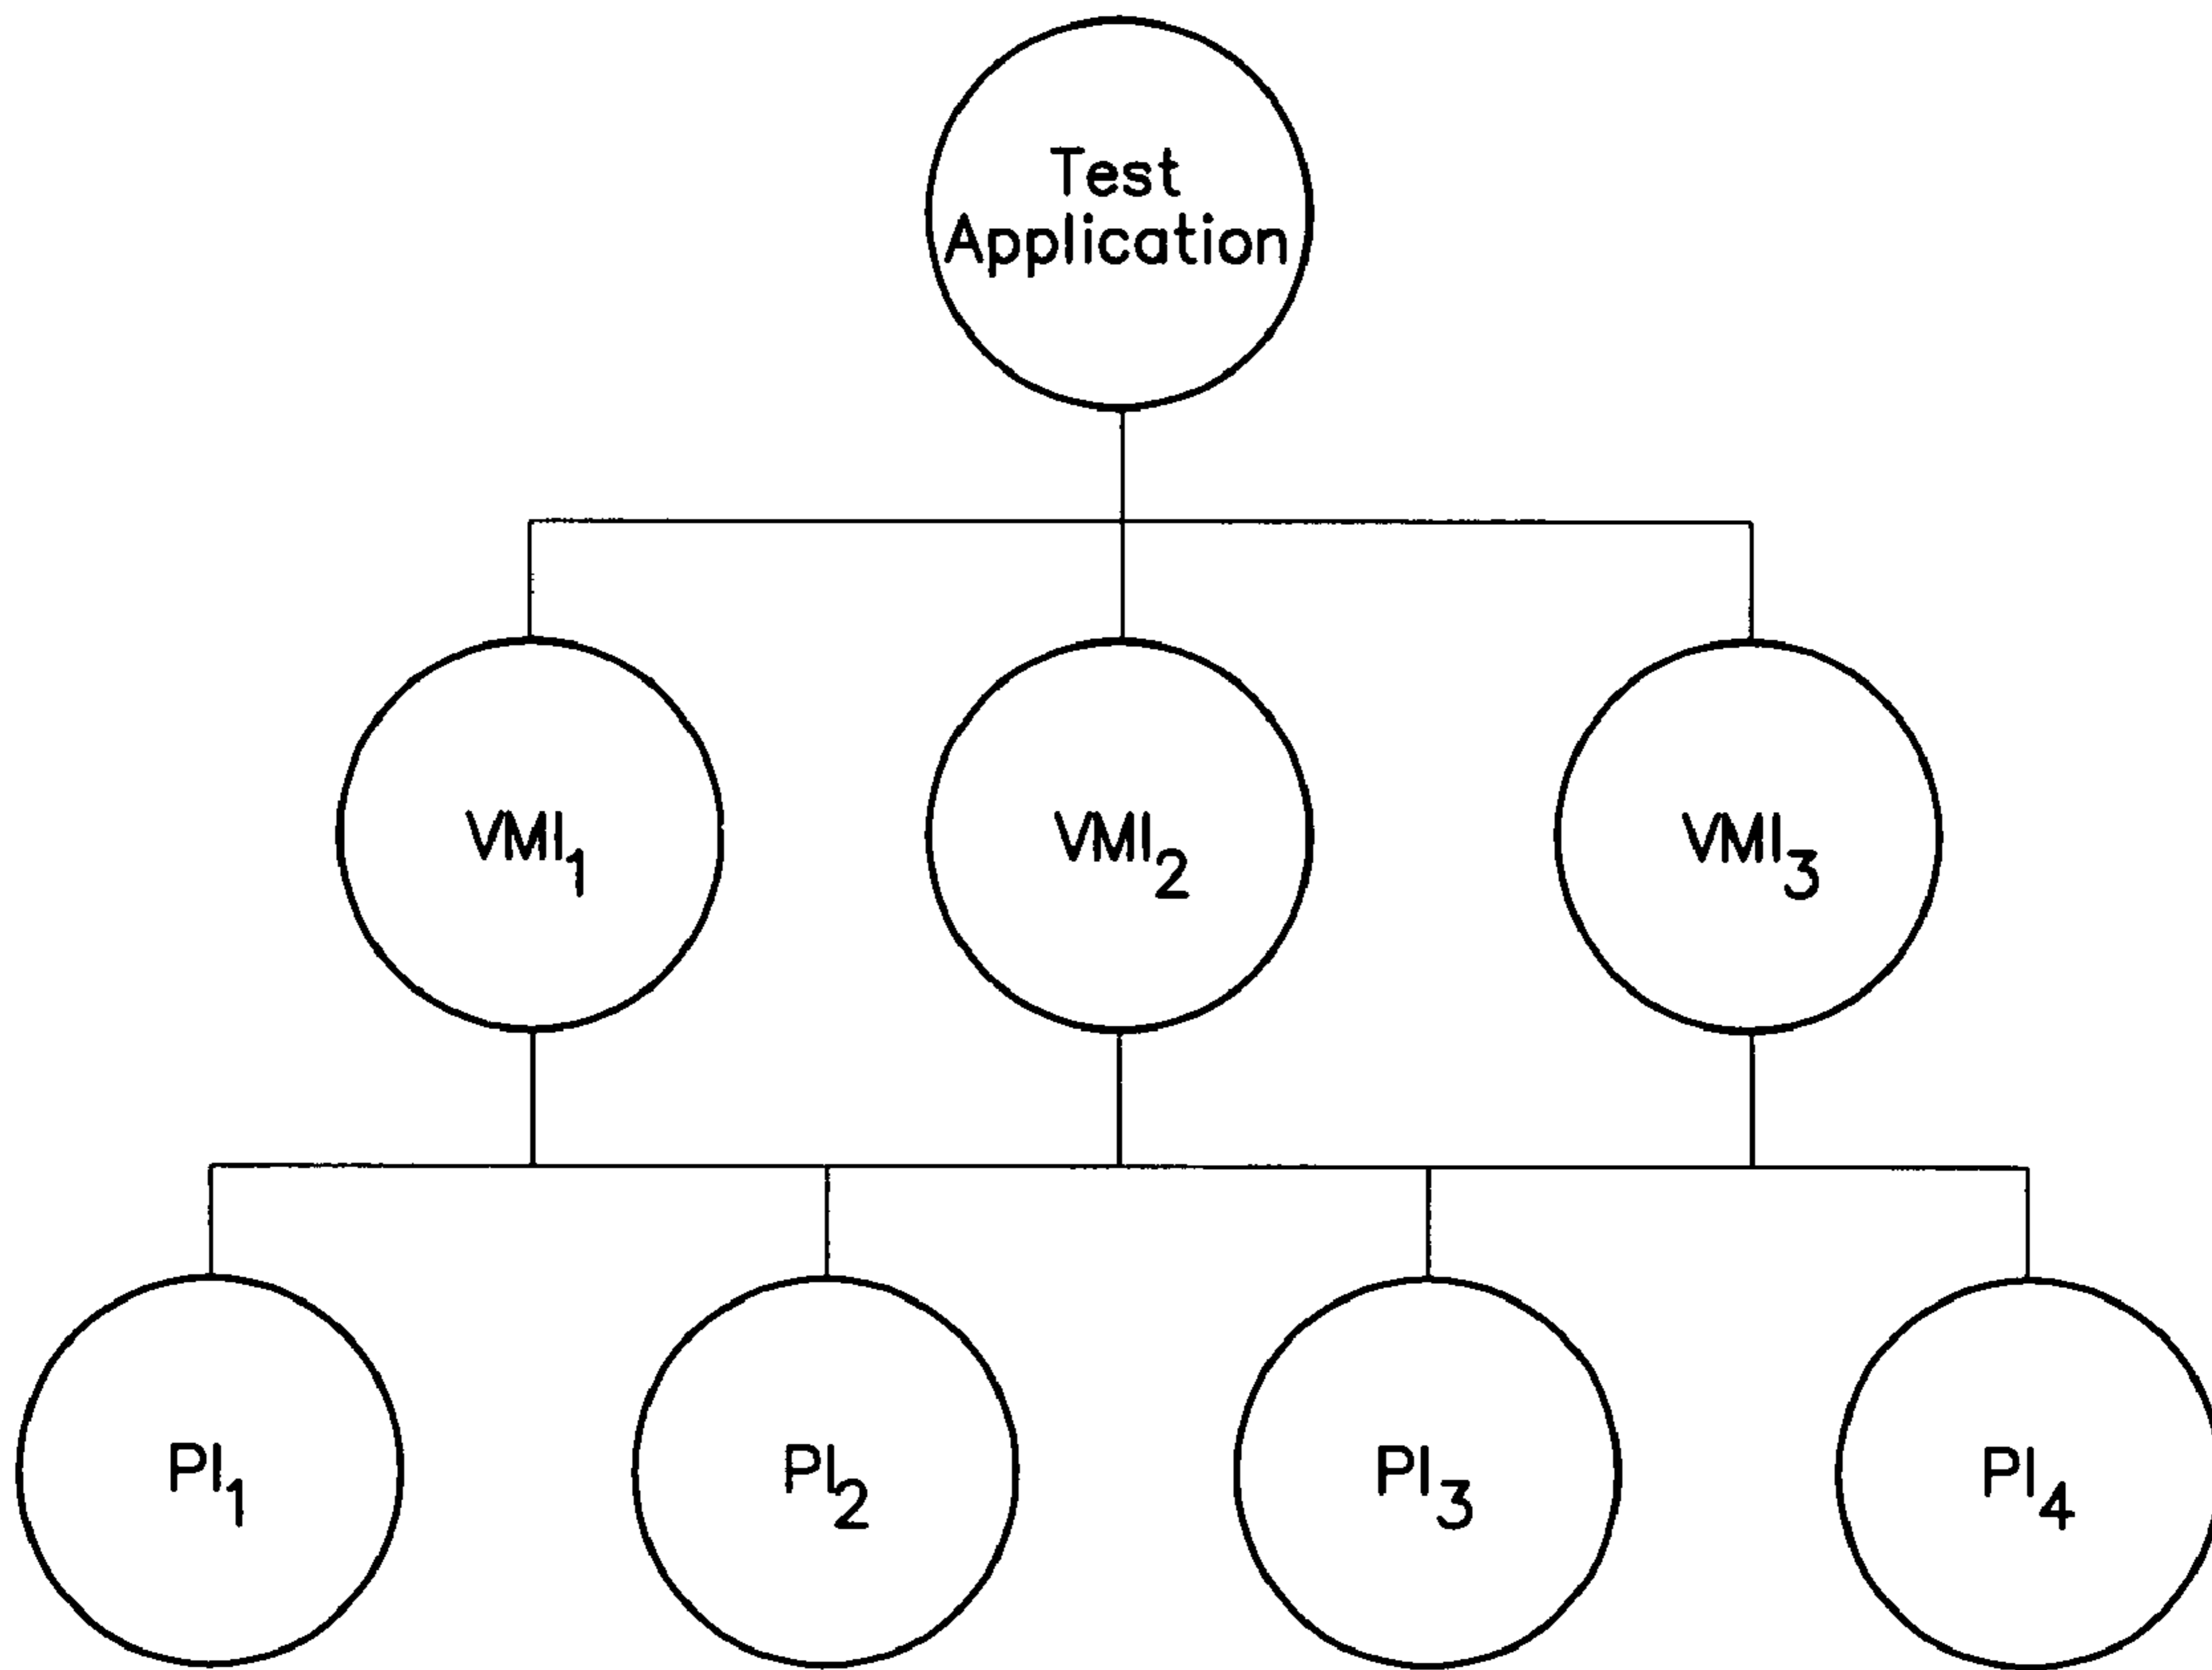 Test
Application
VMI₁
VMI₂
VMI₃
PI₁
PI₂
PI₃
PI₄